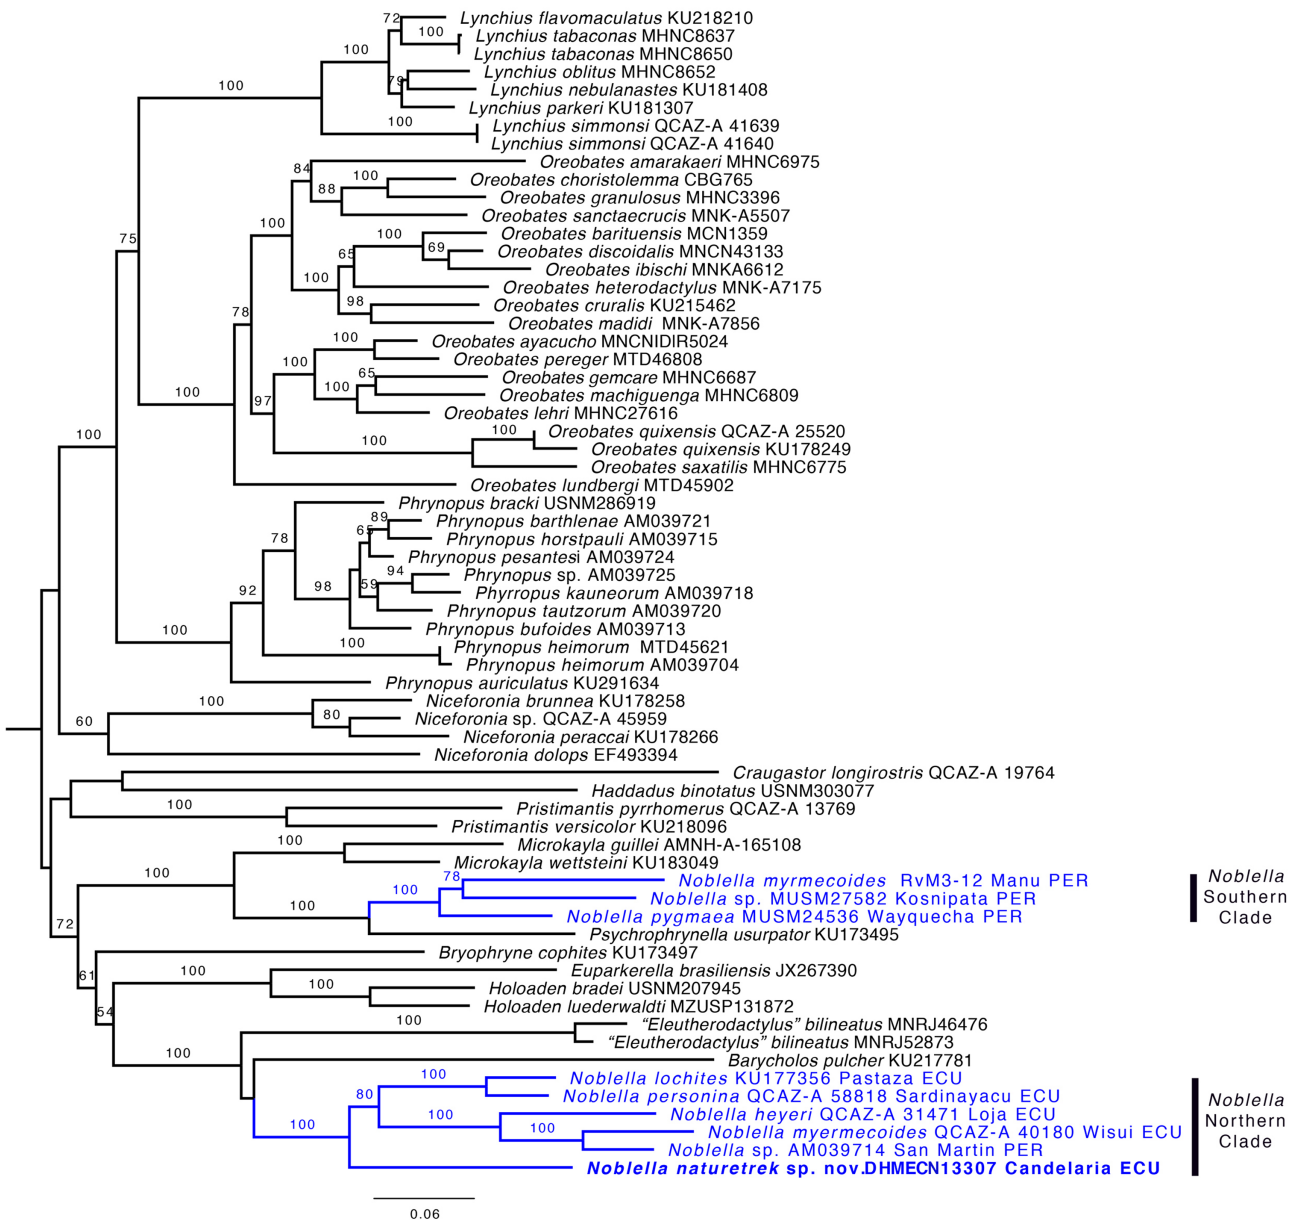 72
Lynchius flavomaculatus KU218210
100
Lynchius tabaconas MHNC8637
100
Lynchius tabaconas MHNC8650
Lynchius oblitus MHNC8652
79
Lynchius nebulanastes KU181408
100
Lynchius parkeri KU181307
100
Lynchius simmonsi QCAZ-A 41639
Lynchius simmonsi QCAZ-A 41640
Oreobates amarakaeri MHNC6975
84
Oreobates choristolemma CBG765
100
88
Oreobates granulosus MHNC3396
Oreobates sanctaecrucis MNK-A5507
100
Oreobates barituensis MCN1359
75
100
69
Oreobates discoidalis MNCN43133
65
Oreobates ibischi MNKA6612
100
Oreobates heterodactylus MNK-A7175
98
Oreobates cruralis KU215462
78
Oreobates madidi MNK-A7856
100
Oreobates ayacucho MNCNIDIR5024
100
Oreobates pereger MTD46808
65
Oreobates gemcare MHNC6687
100
100
Oreobates machiguenga MHNC6809
97
Oreobates lehri MHNC27616
100
100
Oreobates quixensis QCAZ-A 25520
100
Oreobates quixensis KU178249
Oreobates saxatilis MHNC6775
Oreobates lundbergi MTD45902
Phrynopus bracki USNM286919
89
Phrynopus barthlenae AM039721
65
78
Phrynopus horstpauli AM039715
Phrynopus pesantesi AM039724
94
Phrynopus sp. AM039725
98
59
Phyrropus kauneorum AM039718
92
Phrynopus tautzorum AM039720
100
Phrynopus bufoides AM039713
100
Phrynopus heimorum MTD45621
Phrynopus heimorum AM039704
Phrynopus auriculatus KU291634
100
Niceforonia brunnea KU178258
80
Niceforonia sp. QCAZ-A 45959
60
Niceforonia peraccai KU178266
Niceforonia dolops EF493394
Craugastor longirostris QCAZ-A 19764
Haddadus binotatus USNM303077
100
Pristimantis pyrrhomerus QCAZ-A 13769
Pristimantis versicolor KU218096
100
Microkayla guillei AMNH-A-165108
Microkayla wettsteini KU183049
100
78
Noblella myrmecoides RvM3-12 Manu PER
100
Noblella sp. MUSM27582 Kosnipata PER
100
Noblella pygmaea MUSM24536 Wayquecha PER
Noblella
Southern
Clade
72
Psychrophrynella usurpator KU173495
Bryophryne cophites KU173497
61
100
Euparkerella brasiliensis JX267390
100
Holoaden bradei USNM207945
Holoaden luederwaldti MZUSP131872
54
100
“Eleutherodactylus” bilineatus MNRJ46476
“Eleutherodactylus” bilineatus MNRJ52873
100
Barycholos pulcher KU217781
100
Noblella lochites KU177356 Pastaza ECU
80
Noblella personina QCAZ-A 58818 Sardinayacu ECU
100
Noblella heyeri QCAZ-A 31471 Loja ECU
100
100
Noblella myermecoides QCAZ-A 40180 Wisui ECU
Noblella sp. AM039714 San Martin PER
Noblella naturetrek sp. nov.DHMECN13307 Candelaria ECU
Noblella
Northern
Clade
0.06